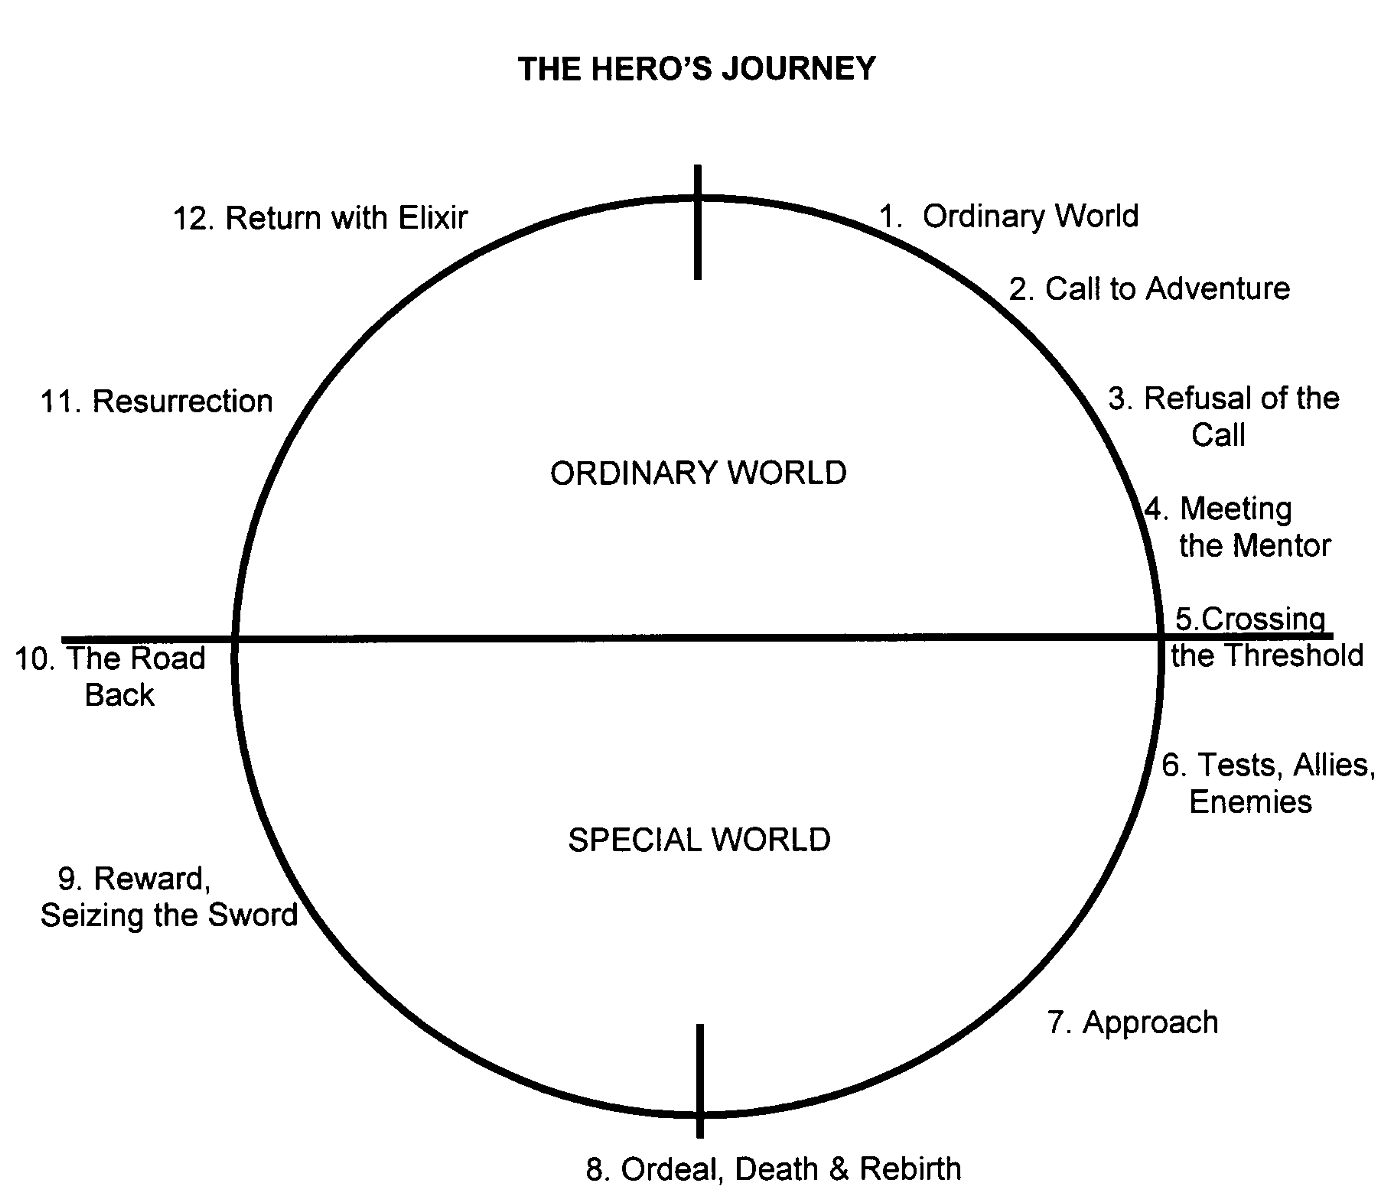 THE HERO'S JOURNEY
12. Return with Elixir
1. Ordinary World
2. Call to Adventure
11. Resurrection
3. Refusal of the
Call
ORDINARY WORLD
4. Meeting
the Mentor
5.Crossing
the Threshold
10. The Road
Back
6. Tests, Allies,
Enemies
SPECIAL WORLD
9. Reward,
Seizing the Sword
7. Approach
8. Ordeal, Death & Rebirth